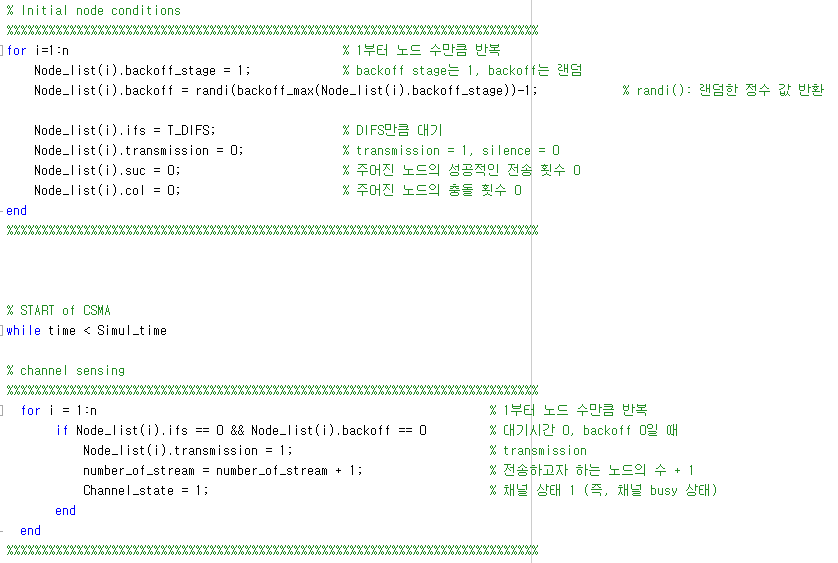 % Initial node conditions
%%%%%%%%%%%%%%%%%%%%%%%%%%%%%%%%%%%%%%%%%%%%%%%%%%%%%%%%%%%%%%%%%%%%%%%%%%%%%%
for i=1:n % 1부터 노드 수만큼 반복
Node_list(i).backoff_stage = 1; % backoff stage는 1, backoff는 랜덤
Node_list(i).backoff = randi(backoff_max(Node_list(i).backoff_stage))-1; % randi(): 랜덤한 정수 값 반환
Node_list(i).ifs = T_DIFS; % DIFS만큼 대기
Node_list(i).transmission = 0; % transmission = 1, silence = 0
Node_list(i).suc = 0; % 주어진 노드의 성공적인 전송 횟수 0
Node_list(i).col = 0; % 주어진 노드의 충돌 횟수 0
end
%%%%%%%%%%%%%%%%%%%%%%%%%%%%%%%%%%%%%%%%%%%%%%%%%%%%%%%%%%%%%%%%%%%%%%%%%%%%%%
% START of CSMA
while time < Simul_time
% channel sensing
%%%%%%%%%%%%%%%%%%%%%%%%%%%%%%%%%%%%%%%%%%%%%%%%%%%%%%%%%%%%%%%%%%%%%%%%%%%%%%
for i = 1:n % 1부터 노드 수만큼 반복
if Node_list(i).ifs == 0 && Node_list(i).backoff == 0 % 대기시간 0, backoff 0일 때
Node_list(i).transmission = 1; % transmission
number_of_stream = number_of_stream + 1; % 전송하고자 하는 노드의 수 + 1
Channel_state = 1; % 채널 상태 1 (즉, 채널 busy 상태)
end
end
%%%%%%%%%%%%%%%%%%%%%%%%%%%%%%%%%%%%%%%%%%%%%%%%%%%%%%%%%%%%%%%%%%%%%%%%%%%%%%